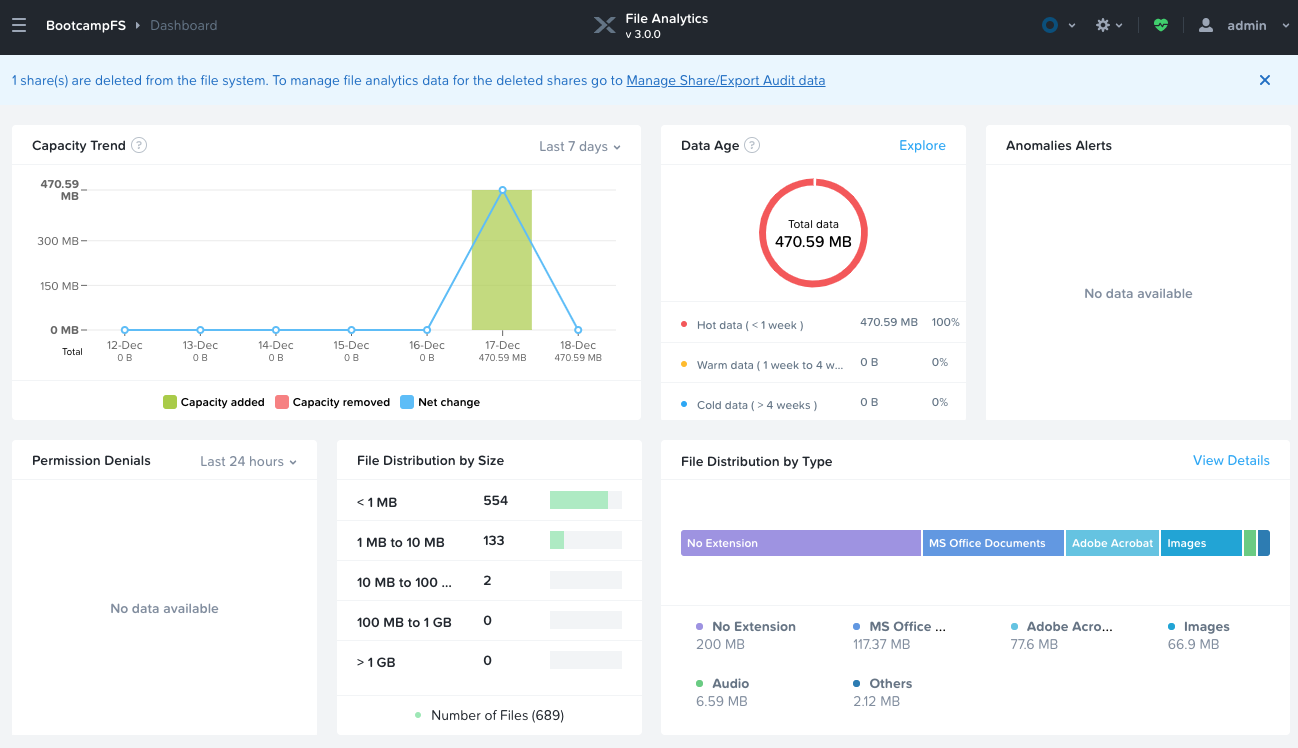 BootcampFS Dashboard
File Analytics
v 3.0.0
admin
1 share(s) are deleted from the file system. To manage file analytics data for the deleted shares go to Manage Share/Export Audit data
Capacity Trend ?
Last 7 days
470.59
MB
300 MB
150 MB
0 MB
Total
12-Dec 13-Dec 14-Dec 15-Dec 16-Dec 17-Dec 18-Dec
0 B 0 B 0 B 0 B 0 B 470.59 MB 470.59 MB
Capacity added Capacity removed Net change
Data Age ?
Explore
Total data
470.59 MB
Hot data ( < 1 week ) 470.59 MB 100%
Warm data ( 1 week to 4 w... 0 B 0%
Cold data ( > 4 weeks ) 0 B 0%
Anomalies Alerts
No data available
Permission Denials
Last 24 hours
No data available
File Distribution by Size
< 1 MB 554
1 MB to 10 MB 133
10 MB to 100 ... 2
100 MB to 1 GB 0
> 1 GB 0
Number of Files (689)
File Distribution by Type
View Details
No Extension MS Office Documents Adobe Acrobat Images
No Extension MS Office ... Adobe Acro... Images
200 MB 117.37 MB 77.6 MB 66.9 MB
Audio Others
6.59 MB 2.12 MB